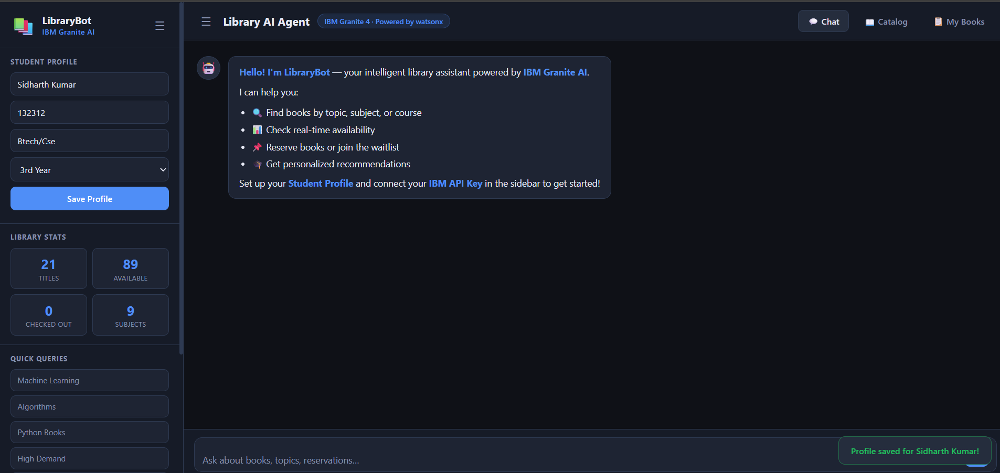 LibraryBot
IBM Granite AI
STUDENT PROFILE
Sidharth Kumar
132312
Btech/Cse
3rd Year
Save Profile
LIBRARY STATS
21
TITLES
89
AVAILABLE
0
CHECKED OUT
9
SUBJECTS
QUICK QUERIES
Machine Learning
Algorithms
Python Books
High Demand
Library AI Agent
IBM Granite 4 · Powered by watsonx
Chat
Catalog
My Books
Hello! I'm LibraryBot — your intelligent library assistant powered by IBM Granite AI.
I can help you:
• Find books by topic, subject, or course
• Check real-time availability
• Reserve books or join the waitlist
• Get personalized recommendations
Set up your Student Profile and connect your IBM API Key in the sidebar to get started!
Ask about books, topics, reservations...
Profile saved for Sidharth Kumar!